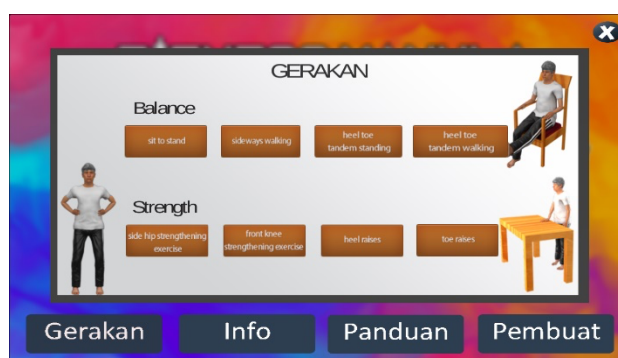 GERAKAN
Balance
sit to stand
sideways walking
heel toe
tandem standing
heel toe
tandem walking
Strength
side hip strengthening
exercise
front knee
strengthening exercise
heel raises
toe raises
Gerakan
Info
Panduan
Pembuat